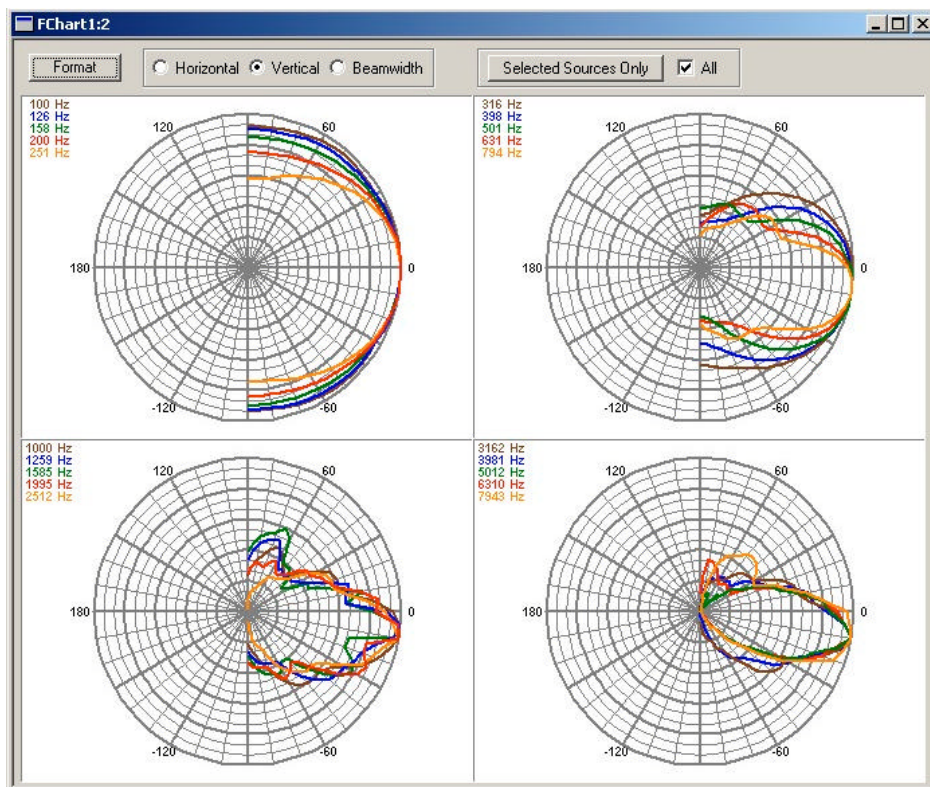 FChart1:2
Format Horizontal Vertical Beamwidth Selected Sources Only All
100 Hz
126 Hz
158 Hz
200 Hz
251 Hz
120 60
180 0
-120 -60
316 Hz
398 Hz
501 Hz
631 Hz
794 Hz
120 60
180 0
-120 -60
1000 Hz
1259 Hz
1585 Hz
1995 Hz
2512 Hz
120 60
180 0
-120 -60
3162 Hz
3981 Hz
5012 Hz
6310 Hz
7943 Hz
120 60
180 0
-120 -60